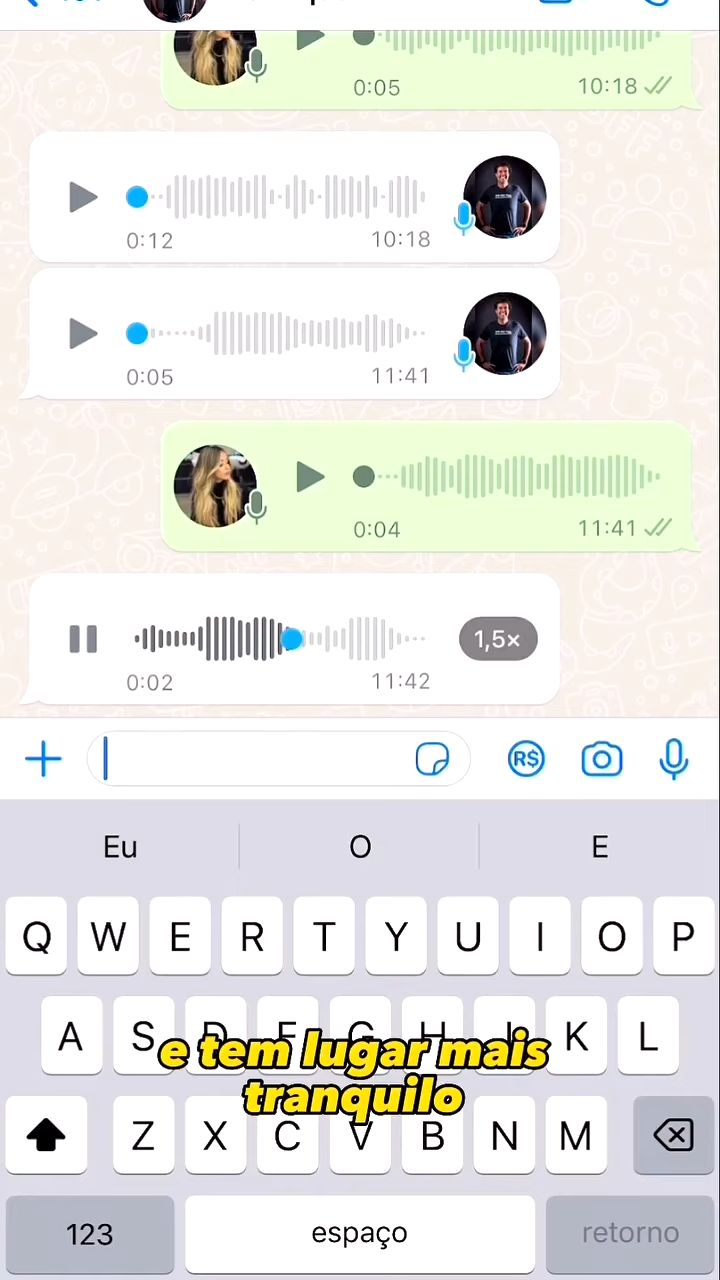 0:05 10:18
0:12 10:18
0:05 11:41
0:04 11:41
1,5×
0:02 11:42
R$
Eu O E
Q W E R T Y U I O P
A S D F G H J K L
e tem lugar mais
tranquilo
Z X C V B N M
123 espaço retorno